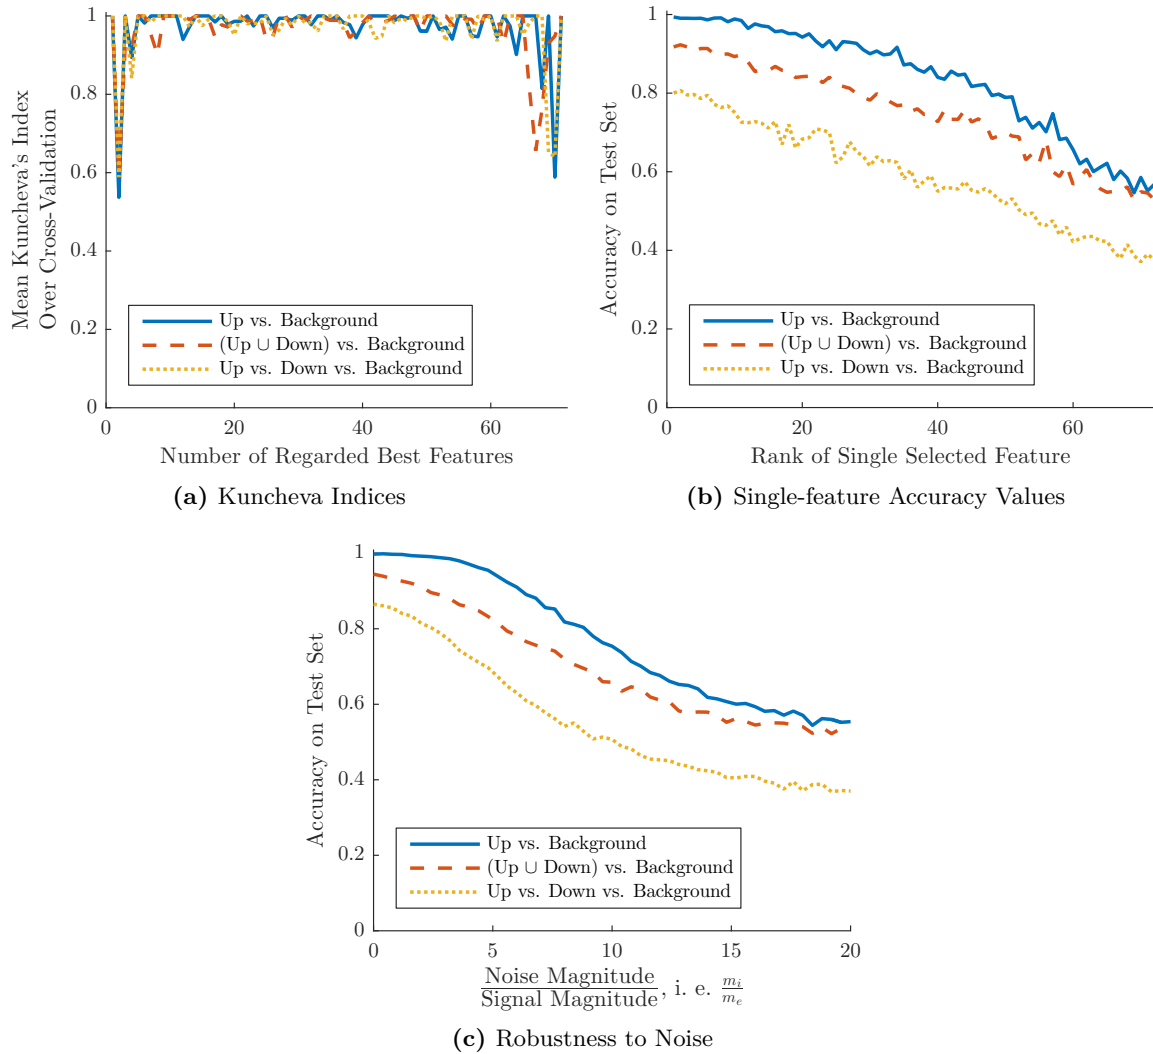 1
0.8
0.6
0.4
0.2
0
0
20
40
60
Mean Kuncheva's Index
Over Cross-Validation
Up vs. Background
(Up ∪ Down) vs. Background
Up vs. Down vs. Background
Number of Regarded Best Features
(a) Kuncheva Indices
1
0.8
0.6
0.4
0.2
0
0
20
40
60
Accuracy on Test Set
Up vs. Background
(Up ∪ Down) vs. Background
Up vs. Down vs. Background
Rank of Single Selected Feature
(b) Single-feature Accuracy Values
1
0.8
0.6
0.4
0.2
0
0
5
10
15
20
Accuracy on Test Set
Up vs. Background
(Up ∪ Down) vs. Background
Up vs. Down vs. Background
Noise Magnitude
Signal Magnitude, i. e. m_i/m_e
(c) Robustness to Noise